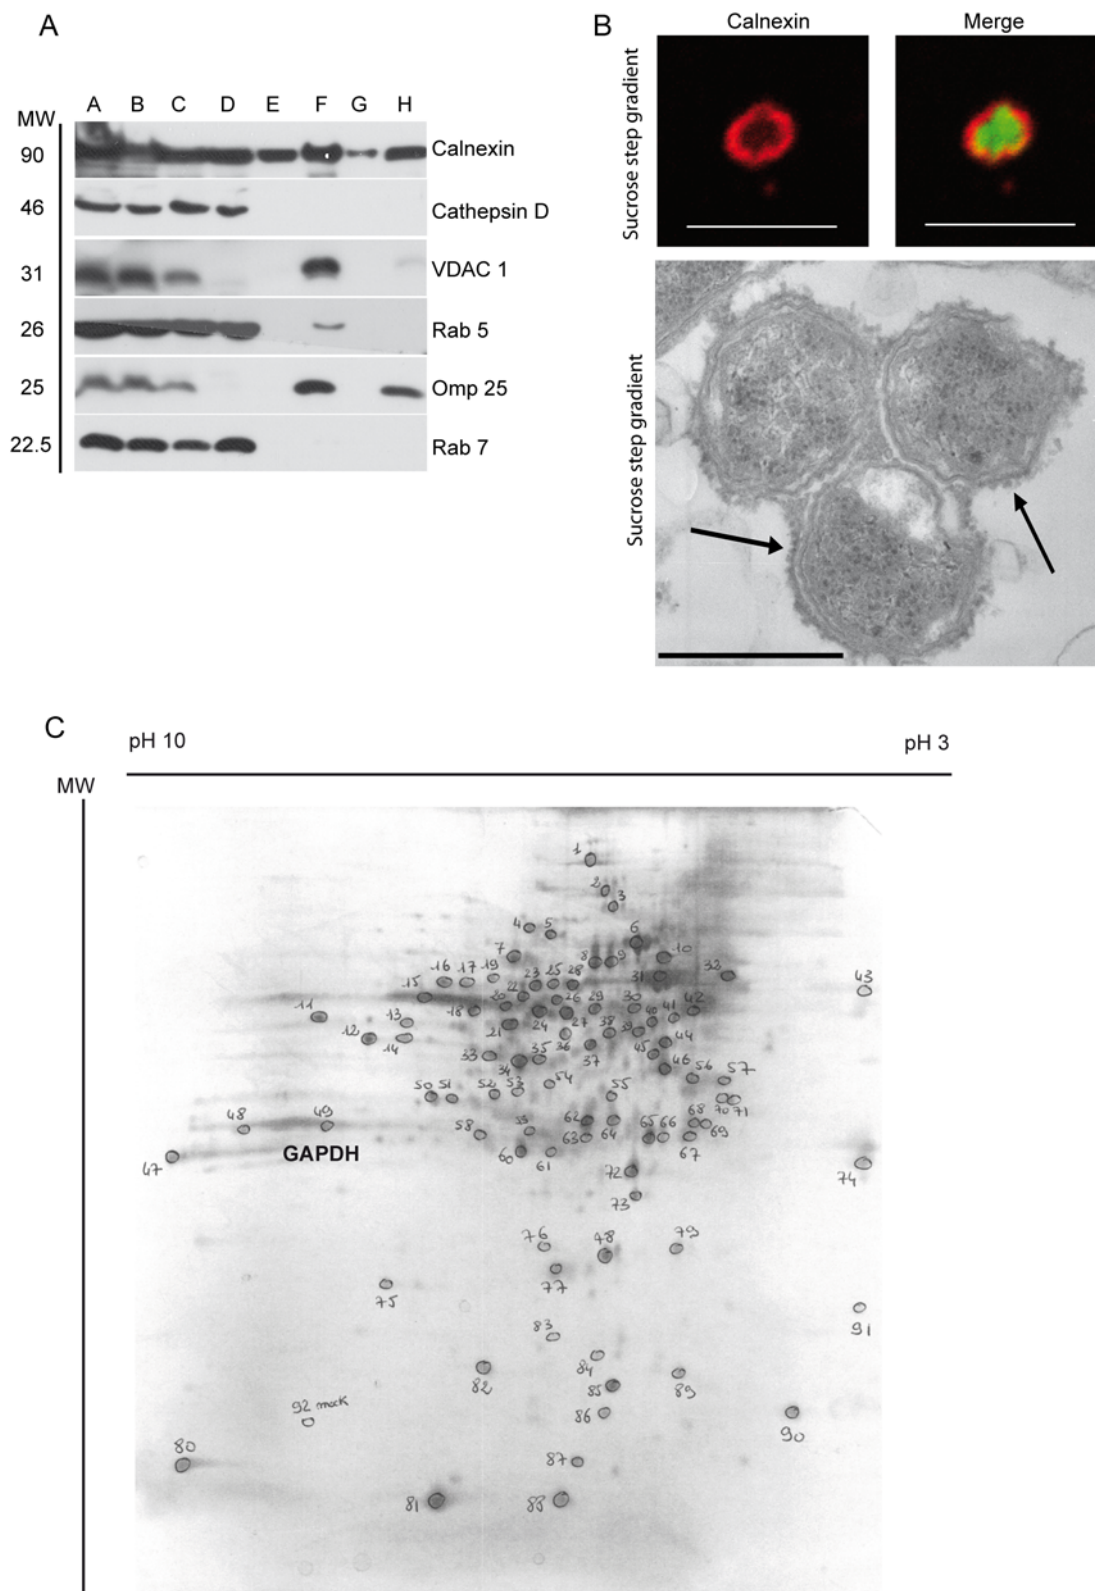 A
B
Calnexin Merge
Sucrose step gradient
A B C D E F G H
MW
90 Calnexin
46 Cathepsin D
31 VDAC 1
26 Rab 5
25 Omp 25
22.5 Rab 7
Sucrose step gradient
C
pH 10 pH 3
MW
1
2
3
4 5 6
7 8 9 10
16 17 19 23 25 28 31 32 43
15 22 26
11 13 18 20 24 29 30 40 41 42
12 14 21 27 38 39
33 34 35 36 37 45 44
46 56 57
50 51 52 53 54 55
48 49 58 59 62 65 66 68 70 71
63 64 67 69
47 GAPDH 60 61
72 74
73
76 48 79
75 77
91
83
82 84
85 89
92 mock 86 90
80 87
81 88